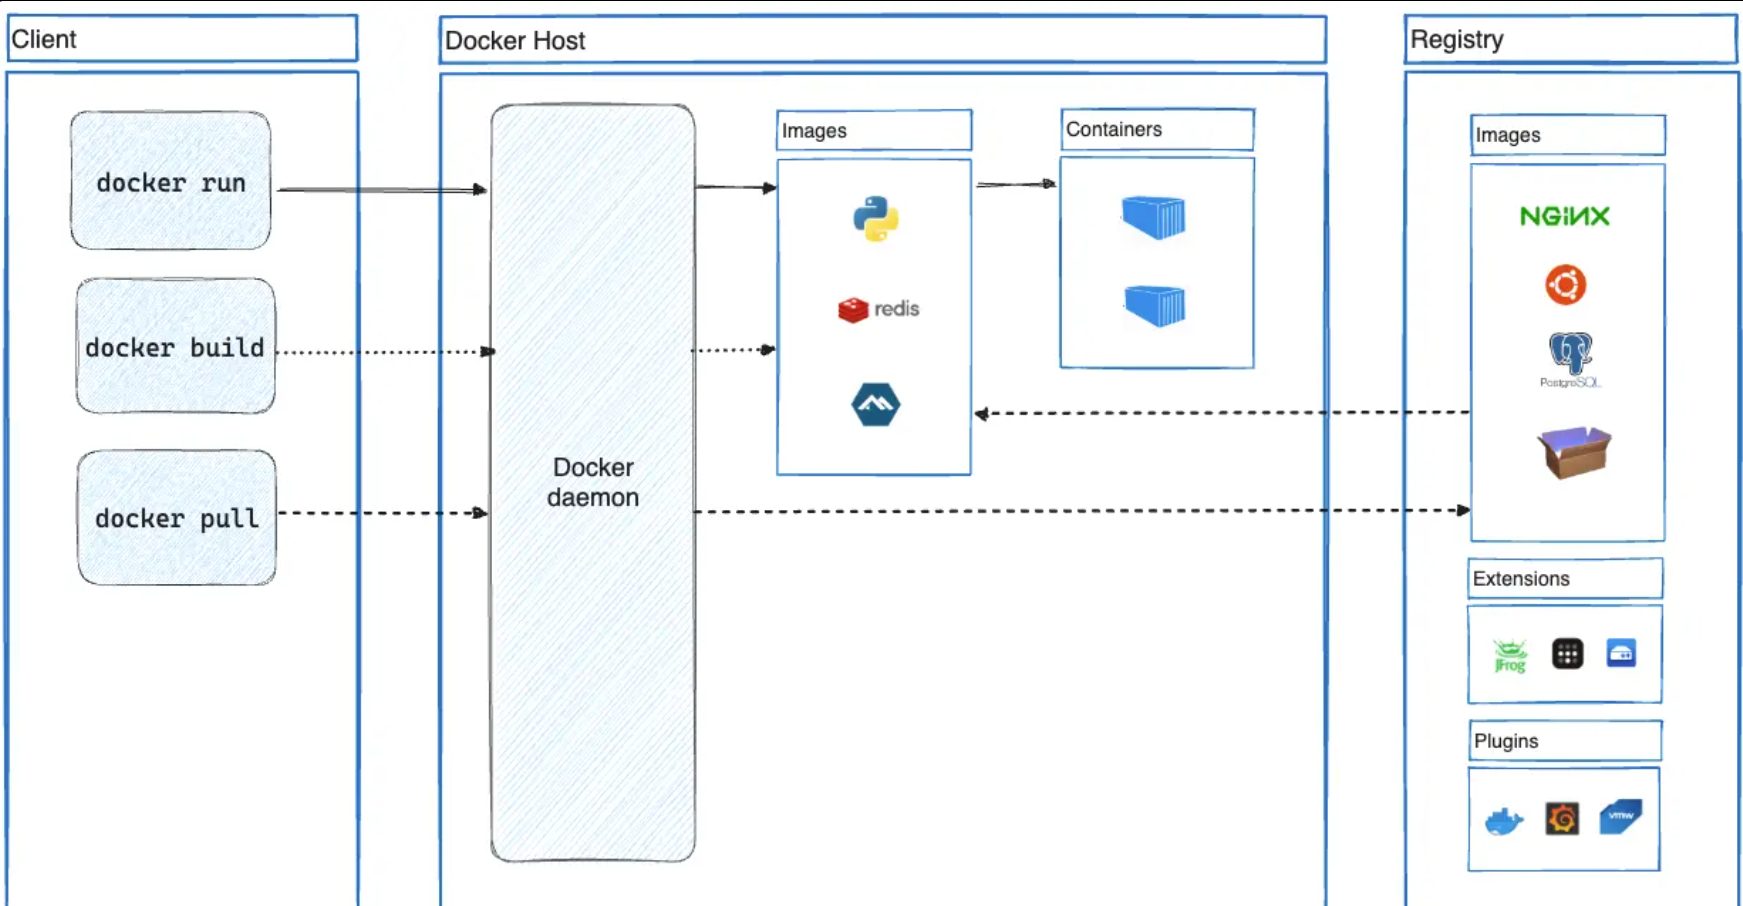 Client
docker run
docker build
docker pull
Docker Host
Docker
daemon
Images
redis
Containers
Registry
Images
NGiNX
PostgreSQL
Extensions
JFrog
Plugins
vmw